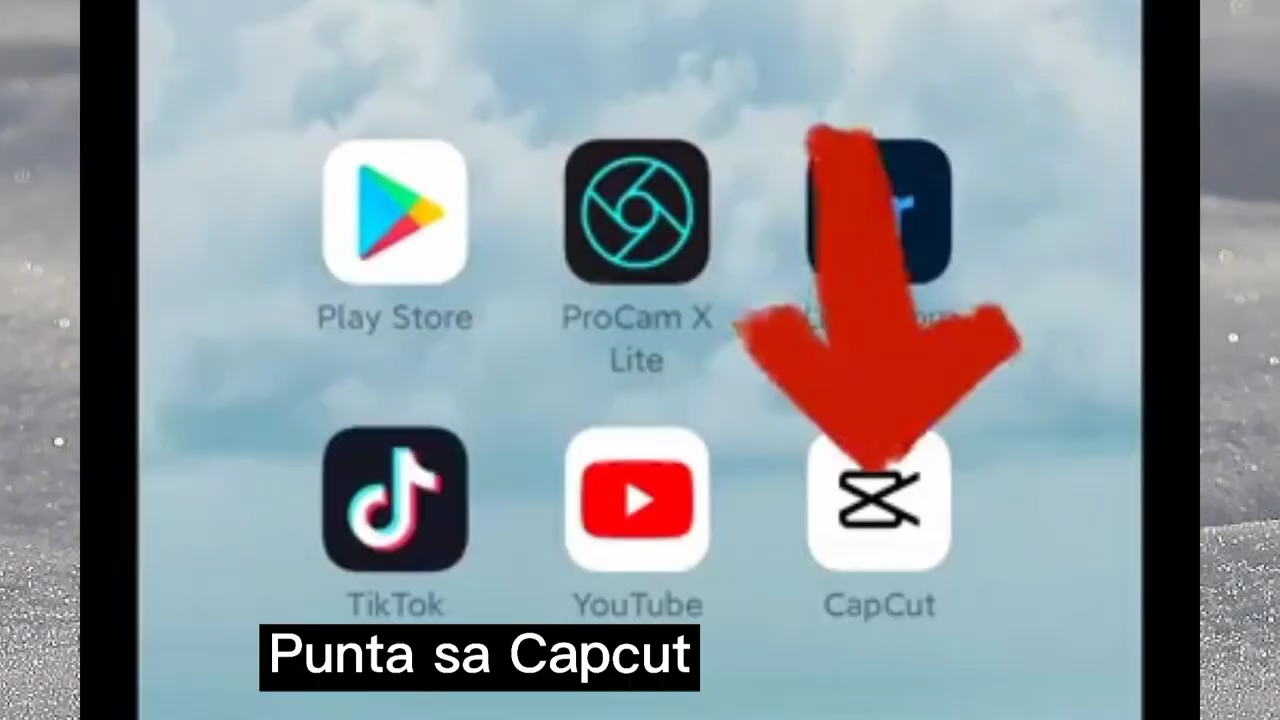 Play Store
ProCam X
Lite
TikTok
YouTube
CapCut
Punta sa Capcut